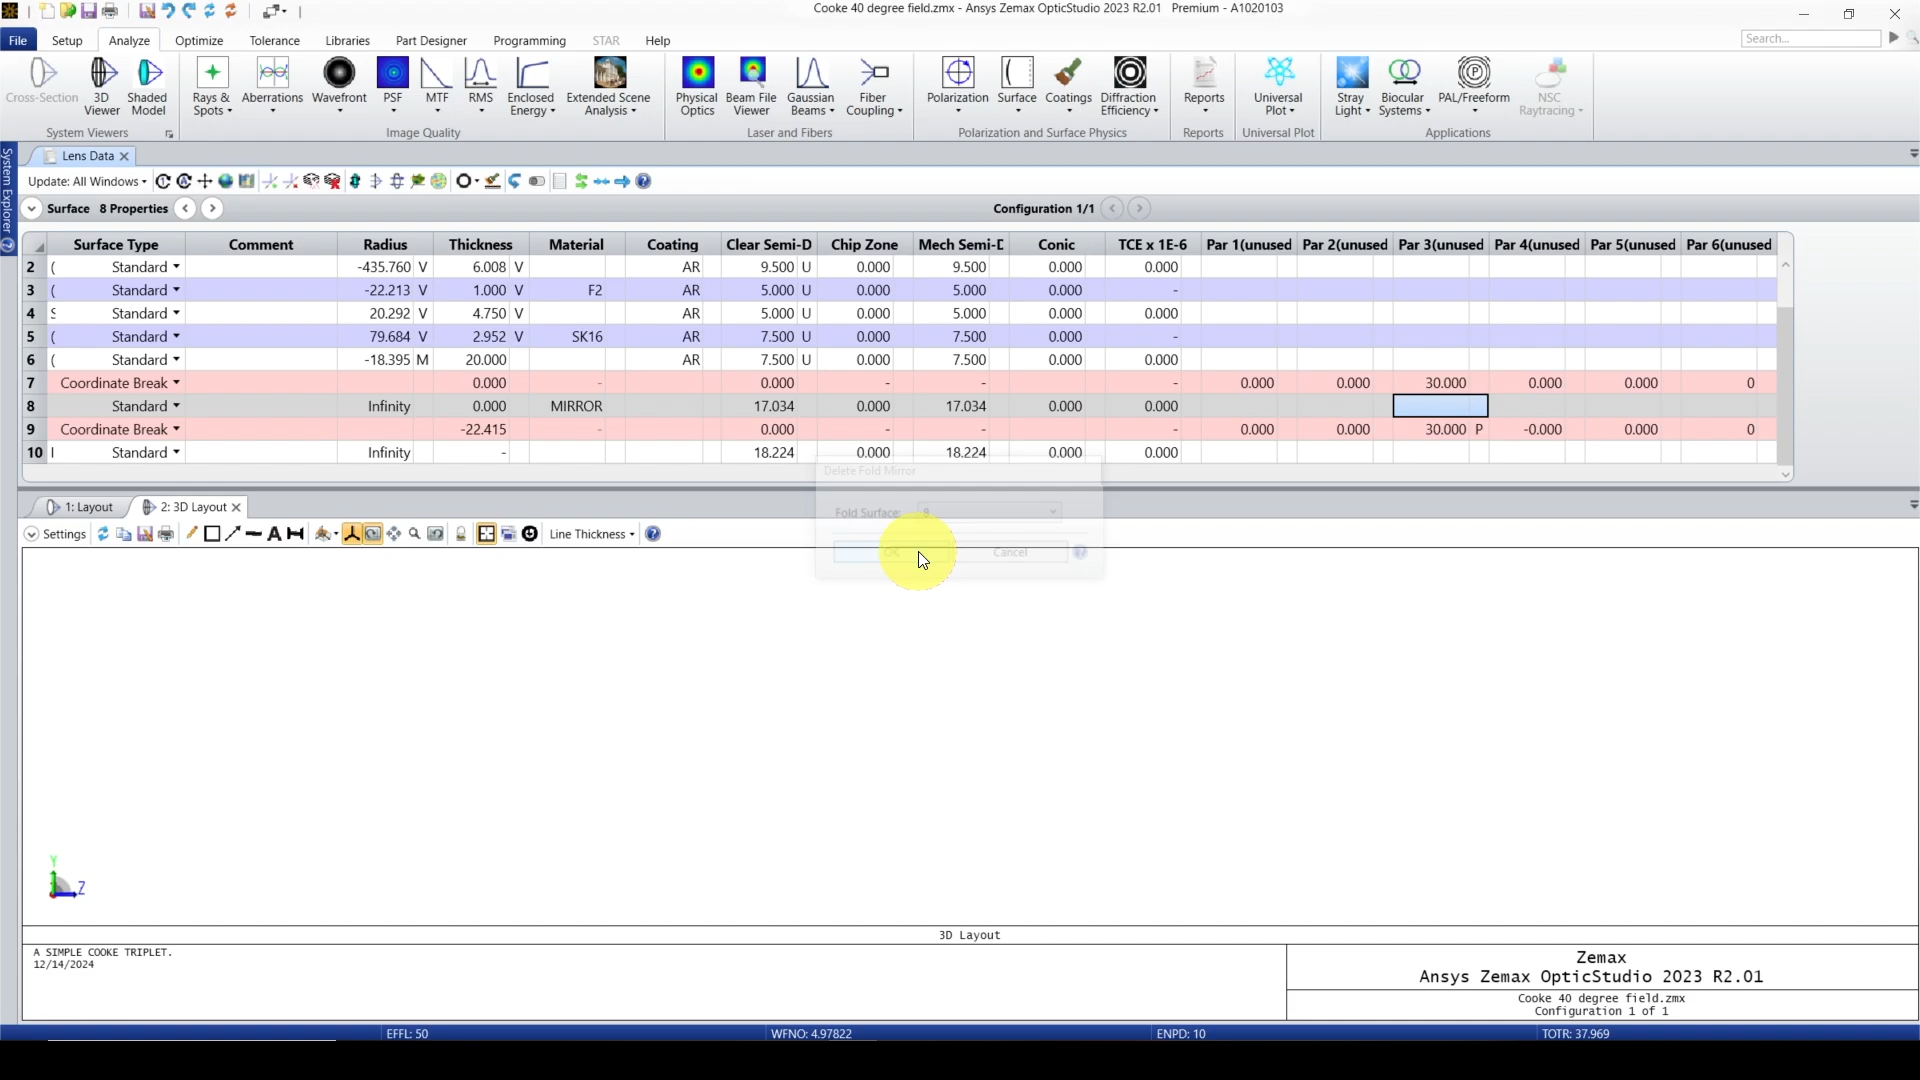 Cooke 40 degree field.zmx - Ansys Zemax OpticStudio 2023 R2.01 Premium - A1020103
File Setup Analyze Optimize Tolerance Libraries Part Designer Programming STAR Help Search...
Cross-Section 3D Viewer Shaded Model Rays & Spots Aberrations Wavefront PSF MTF RMS Enclosed Energy Extended Scene Analysis Physical Optics Beam File Viewer Gaussian Beams Fiber Coupling Polarization Surface Coatings Diffraction Efficiency Reports Universal Plot Stray Light Biocular Systems PAL/Freeform NSC Raytracing
System Viewers Image Quality Laser and Fibers Polarization and Surface Physics Reports Universal Plot Applications
System Explorer
Lens Data
Update: All Windows
Surface 8 Properties Configuration 1/1
Surface Type Comment Radius Thickness Material Coating Clear Semi-D Chip Zone Mech Semi-D Conic TCE x 1E-6 Par 1(unused Par 2(unused Par 3(unused Par 4(unused Par 5(unused Par 6(unused
2 ( Standard -435.760 V 6.008 V AR 9.500 U 0.000 9.500 0.000 0.000
3 ( Standard -22.213 V 1.000 V F2 AR 5.000 U 0.000 5.000 0.000 -
4 S Standard 20.292 V 4.750 V AR 5.000 U 0.000 5.000 0.000 0.000
5 ( Standard 79.684 V 2.952 V SK16 AR 7.500 U 0.000 7.500 0.000 -
6 ( Standard -18.395 M 20.000 AR 7.500 U 0.000 7.500 0.000 0.000
7 Coordinate Break 0.000 - 0.000 - - - 0.000 0.000 30.000 0.000 0.000 0
8 Standard Infinity 0.000 MIRROR 17.034 0.000 17.034 0.000 0.000
9 Coordinate Break -22.415 - 0.000 - - - 0.000 0.000 30.000 P -0.000 0.000 0
10 I Standard Infinity - 18.224 0.000 18.224 0.000 0.000
Delete Fold Mirror
Fold Surface: 8
OK Cancel
1: Layout 2: 3D Layout
Settings Line Thickness
Y
Z
3D Layout
A SIMPLE COOKE TRIPLET.
12/14/2024
Zemax
Ansys Zemax OpticStudio 2023 R2.01
Cooke 40 degree field.zmx
Configuration 1 of 1
EFFL: 50 WFNO: 4.97822 ENPD: 10 TOTR: 37.969